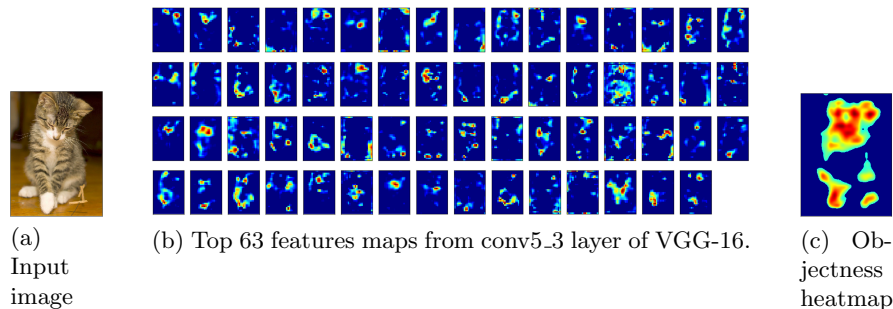 (a)
Input
image
(b) Top 63 features maps from conv5_3 layer of VGG-16.
(c) Ob-
jectness
heatmap